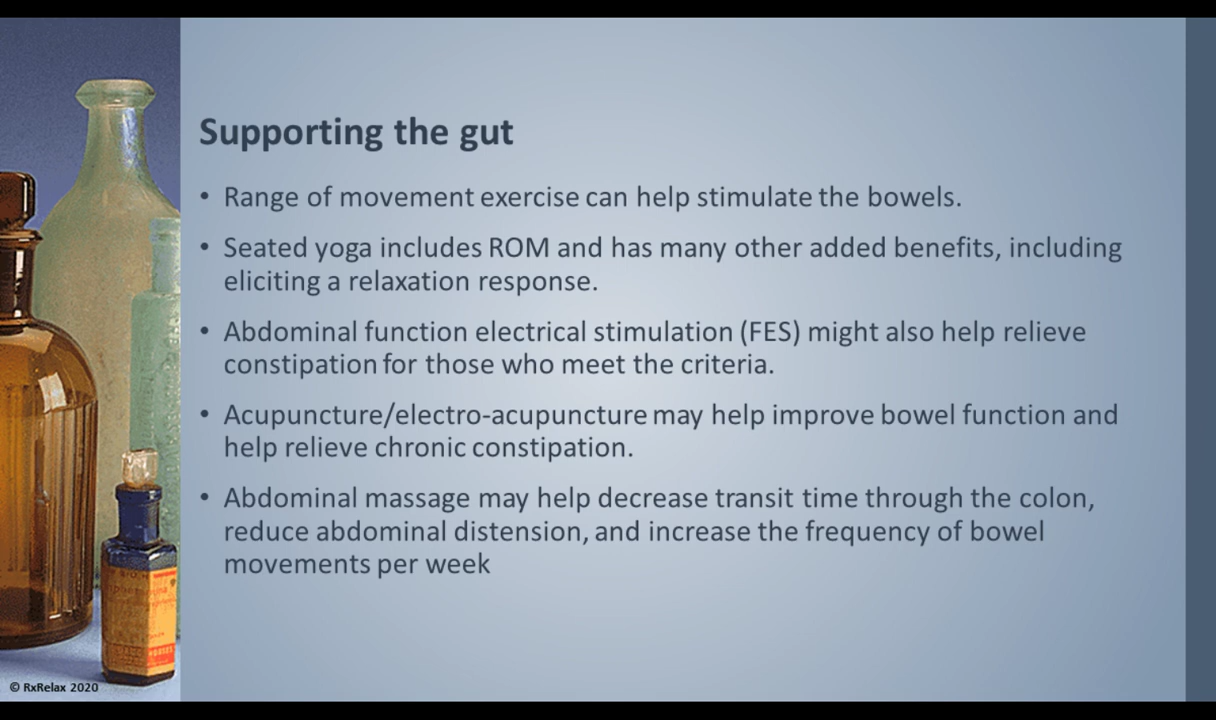 Supporting the gut
• Range of movement exercise can help stimulate the bowels.
• Seated yoga includes ROM and has many other added benefits, including
eliciting a relaxation response.
• Abdominal function electrical stimulation (FES) might also help relieve
constipation for those who meet the criteria.
• Acupuncture/electro-acupuncture may help improve bowel function and
help relieve chronic constipation.
• Abdominal massage may help decrease transit time through the colon,
reduce abdominal distension, and increase the frequency of bowel
movements per week
© RxRelax 2020